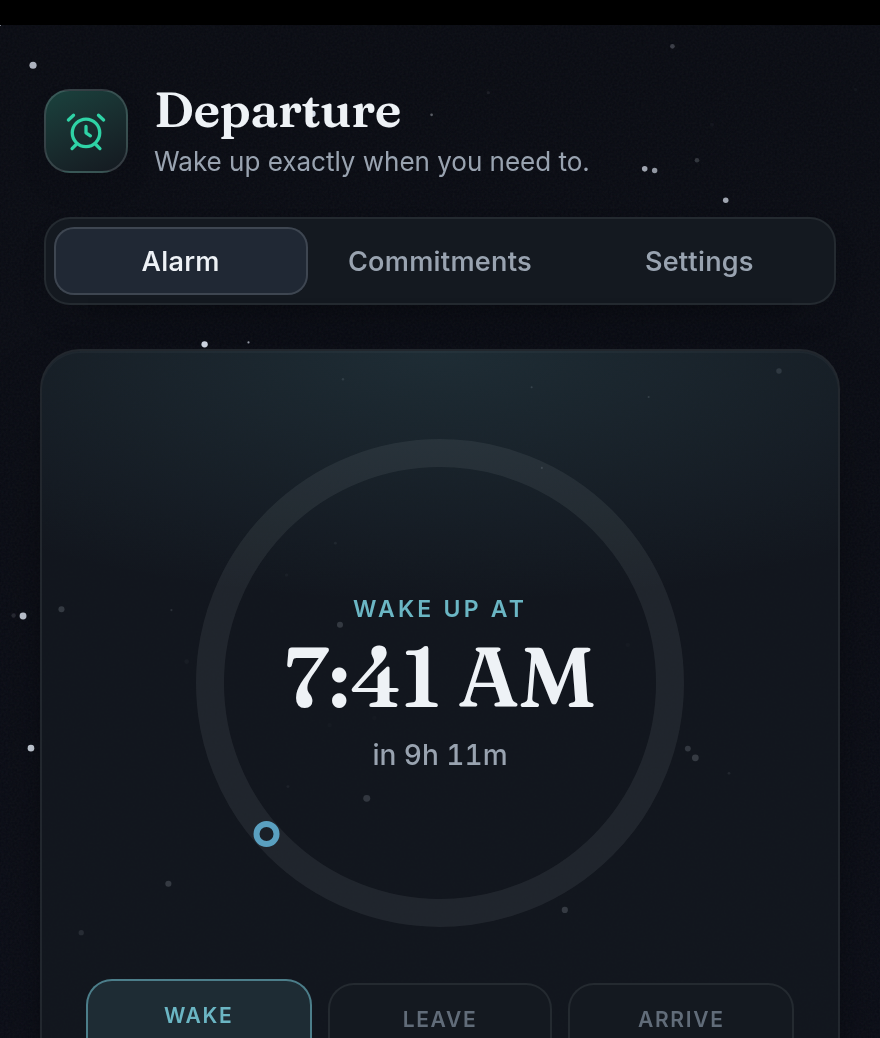 Departure
Wake up exactly when you need to.
Alarm Commitments Settings
WAKE UP AT
7:41 AM
in 9h 11m
WAKE LEAVE ARRIVE